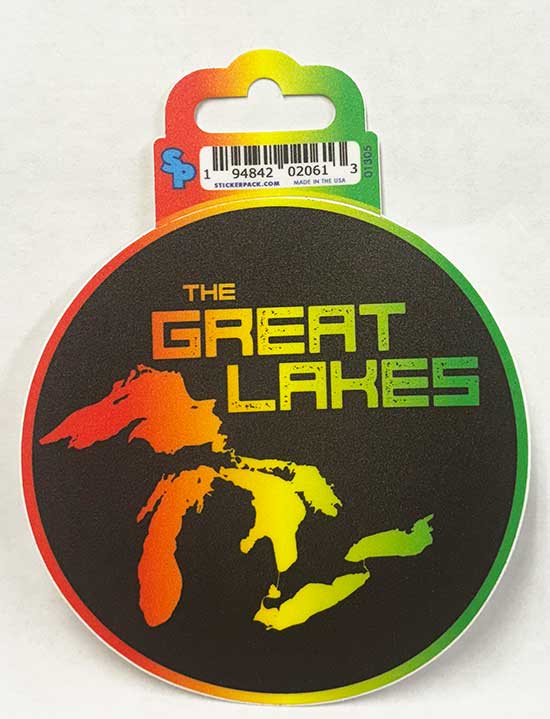 SP
1 94842 02061 3
STICKERPACK.COM MADE IN THE USA
01305
THE
GREAT
LAKES